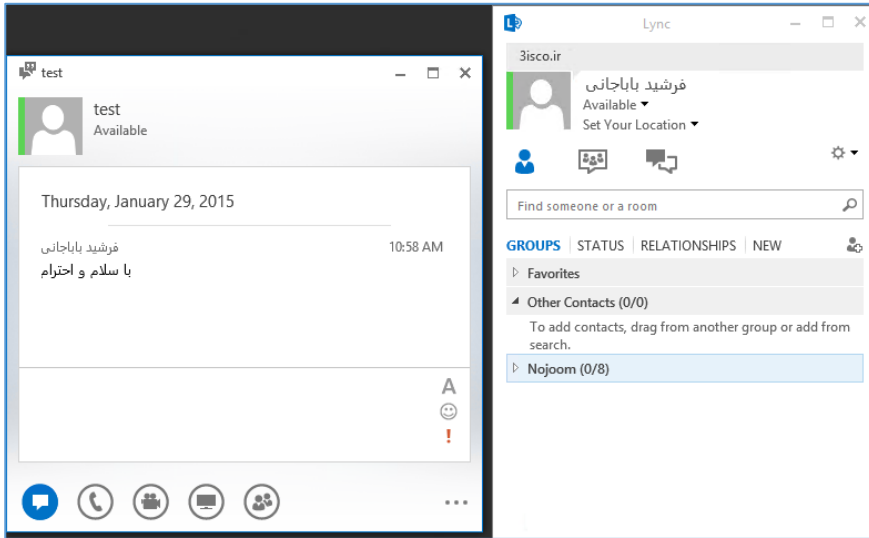 test
test
Available
Thursday, January 29, 2015
فرشید باباجانی
10:58 AM
با سلام و احترام
A
!
Lync
3isco.ir
فرشید باباجانی
Available
Set Your Location
Find someone or a room
GROUPS STATUS RELATIONSHIPS NEW
Favorites
Other Contacts (0/0)
To add contacts, drag from another group or add from
search.
Nojoom (0/8)